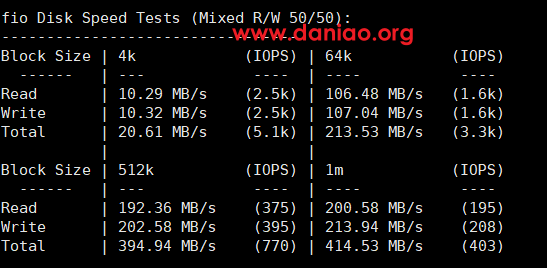 fio Disk Speed Tests (Mixed R/W 50/50):
www.daniao.org
---------------------------------
Block Size | 4k            (IOPS) | 64k           (IOPS)
  ------   | ---            ----  | ----           ----
Read       | 10.29 MB/s    (2.5k) | 106.48 MB/s   (1.6k)
Write      | 10.32 MB/s    (2.5k) | 107.04 MB/s   (1.6k)
Total      | 20.61 MB/s    (5.1k) | 213.53 MB/s   (3.3k)
           |                      |
Block Size | 512k          (IOPS) | 1m            (IOPS)
  ------   | ---            ----  | ----           ----
Read       | 192.36 MB/s    (375) | 200.58 MB/s    (195)
Write      | 202.58 MB/s    (395) | 213.94 MB/s    (208)
Total      | 394.94 MB/s    (770) | 414.53 MB/s    (403)